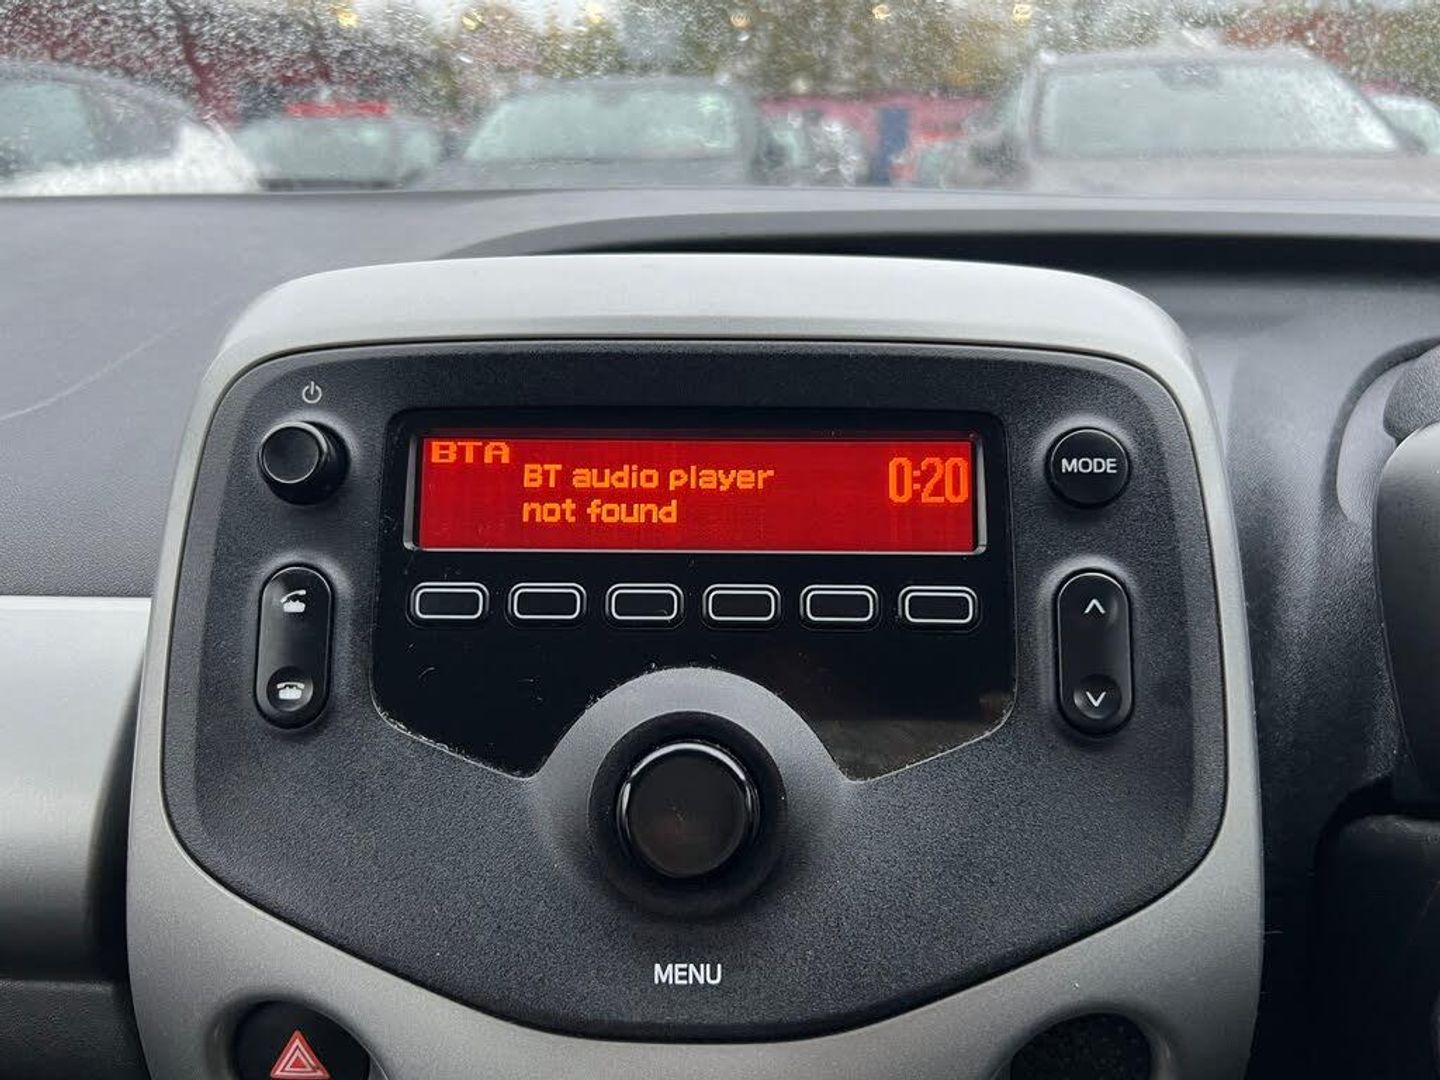 BTA
BT audio player
not found
0:20
MODE
MENU